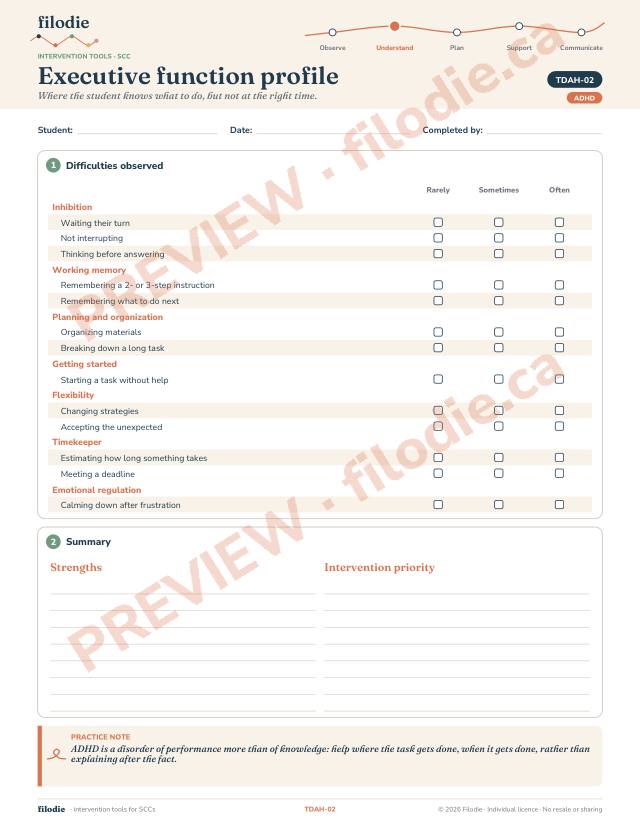 filodie
INTERVENTION TOOLS · SCC
Observe Understand Plan Support Communicate
Executive function profile
Where the student knows what to do, but not at the right time.
TDAH-02
ADHD
Student: Date: Completed by:
1 Difficulties observed
Rarely Sometimes Often
Inhibition
Waiting their turn
Not interrupting
Thinking before answering
Working memory
Remembering a 2- or 3-step instruction
Remembering what to do next
Planning and organization
Organizing materials
Breaking down a long task
Getting started
Starting a task without help
Flexibility
Changing strategies
Accepting the unexpected
Timekeeper
Estimating how long something takes
Meeting a deadline
Emotional regulation
Calming down after frustration
2 Summary
Strengths Intervention priority
PRACTICE NOTE
ADHD is a disorder of performance more than of knowledge: help where the task gets done, when it gets done, rather than
explaining after the fact.
filodie · intervention tools for SCCs TDAH-02 © 2026 Filodie · Individual licence · No resale or sharing
PREVIEW · filodie.ca
PREVIEW · filodie.ca